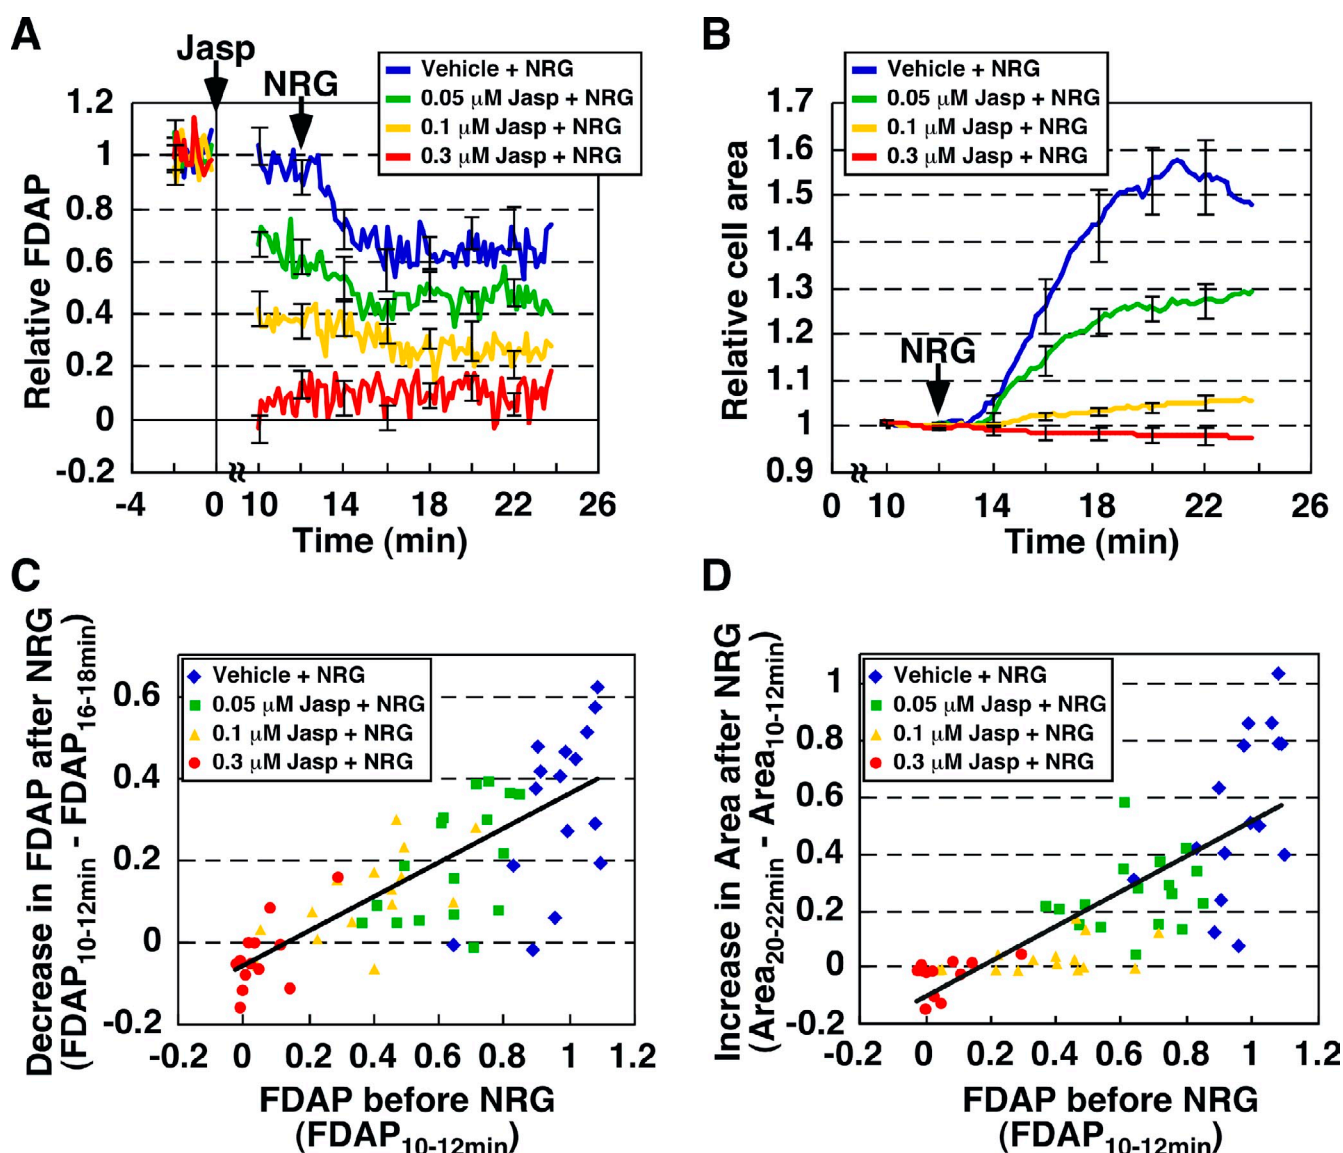 A
Jasp
NRG
Vehicle + NRG
0.05 μM Jasp + NRG
0.1 μM Jasp + NRG
0.3 μM Jasp + NRG
Relative FDAP
1.2
1
0.8
0.6
0.4
0.2
0
-0.2
-4
0
10
14
18
22
26
Time (min)
B
Vehicle + NRG
0.05 μM Jasp + NRG
0.1 μM Jasp + NRG
0.3 μM Jasp + NRG
NRG
Relative cell area
1.7
1.6
1.5
1.4
1.3
1.2
1.1
1
0.9
0
10
14
18
22
26
Time (min)
C
Vehicle + NRG
0.05 μM Jasp + NRG
0.1 μM Jasp + NRG
0.3 μM Jasp + NRG
Decrease in FDAP after NRG
(FDAP10-12min - FDAP16-18min)
0.6
0.4
0.2
0
-0.2
-0.2
0
0.2
0.4
0.6
0.8
1
1.2
FDAP before NRG
(FDAP10-12min)
D
Vehicle + NRG
0.05 μM Jasp + NRG
0.1 μM Jasp + NRG
0.3 μM Jasp + NRG
Increase in Area after NRG
(Area20-22min - Area10-12min)
1
0.8
0.6
0.4
0.2
0
-0.2
-0.2
0
0.2
0.4
0.6
0.8
1
1.2
FDAP before NRG
(FDAP10-12min)